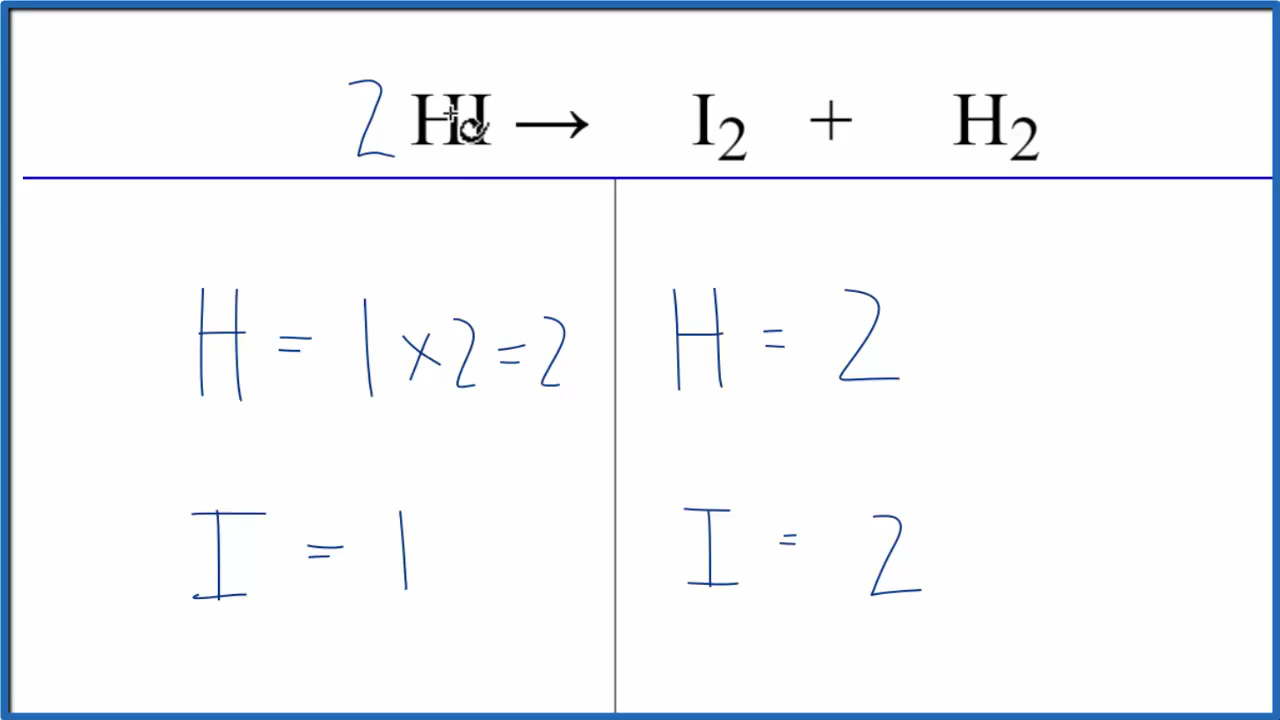 2 HI → I₂ + H₂
H = 1 × 2 = 2
H = 2
I = 1
I = 2